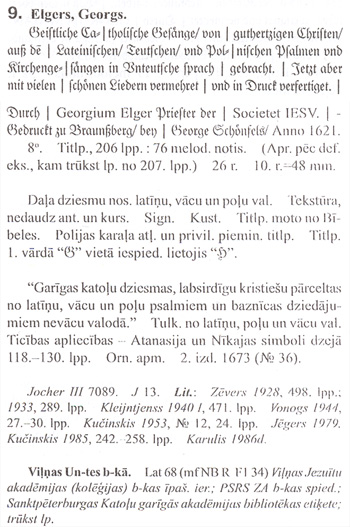 9. Elgers, Georgs.
Geiſtliche Ca-|tholiſche Geſänge/ von | guthertzigen Chriſten/
auß dē | Lateiniſchen/ Teutſchen/ vnd Pol-|niſchen Pſalmen vnd
Kirchenge-|ſängen in Vnteutſche ſprach | gebracht. | Jetzt aber
mit vielen | ſchönen Liedern vermehret | vnd in Druck verfertiget. |
Durch | Georgium Elger Prieſter der | Societet IESV. | -
Gedruckt zu Braunßberg/ bey | George Schönfels/ Anno 1621.
8°. Titlp., 206 lpp. : 76 melod. notis. (Apr. pēc def.
eks., kam trūkst lp. no 207. lpp.) 26 r. 10. r.=48 mm.
Daļa dziesmu nos. latīņu, vācu un poļu val. Tekstūra,
nedaudz ant. un kurs. Sign. Kust. Titlp. moto no Bī-
beles. Polijas karaļa atļ. un privil. piemin. titlp. Titlp.
1. vārdā “G” vietā iespied. lietojis “H”.
“Garīgas katoļu dziesmas, labsirdīgu kristiešu pārceltas
no latīņu, vācu un poļu psalmiem un baznīcas dziedāju-
miem nevācu valodā.” Tulk. no latīņu, poļu un vācu val.
Ticības apliecības – Atanasija un Nīkajas simboli dzejā
118.–130. lpp. Orn. apm. 2. izd. 1673 (№ 36).
Jocher III 7089. J 13. Lit.: Zēvers 1928, 498. lpp.;
1933, 289. lpp. Kleijntjenss 1940 I, 471. lpp. Vonogs 1944,
27.–30. lpp. Kučinskis 1953, № 12, 24. lpp. Jēgers 1979.
Kučinskis 1985, 242.–258. lpp. Karulis 1986d.
Viļņas Un-tes b-kā. Lat 68 (mf NB R F1 34) Viļņas Jezuītu
akadēmijas (kolēģijas) b-kas īpaš. ier.; PSRS ZA b-kas spied.;
Sanktpēterburgas Katoļu garīgās akadēmijas bibliotēkas etiķete;
trūkst lp.